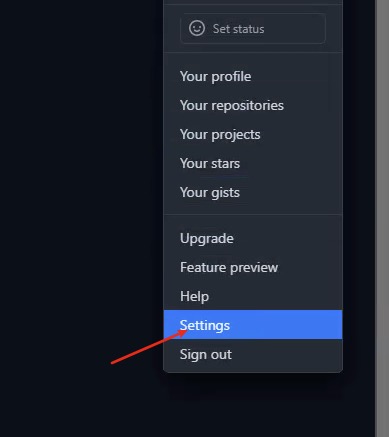 Set status
Your profile
Your repositories
Your projects
Your stars
Your gists
Upgrade
Feature preview
Help
Settings
Sign out